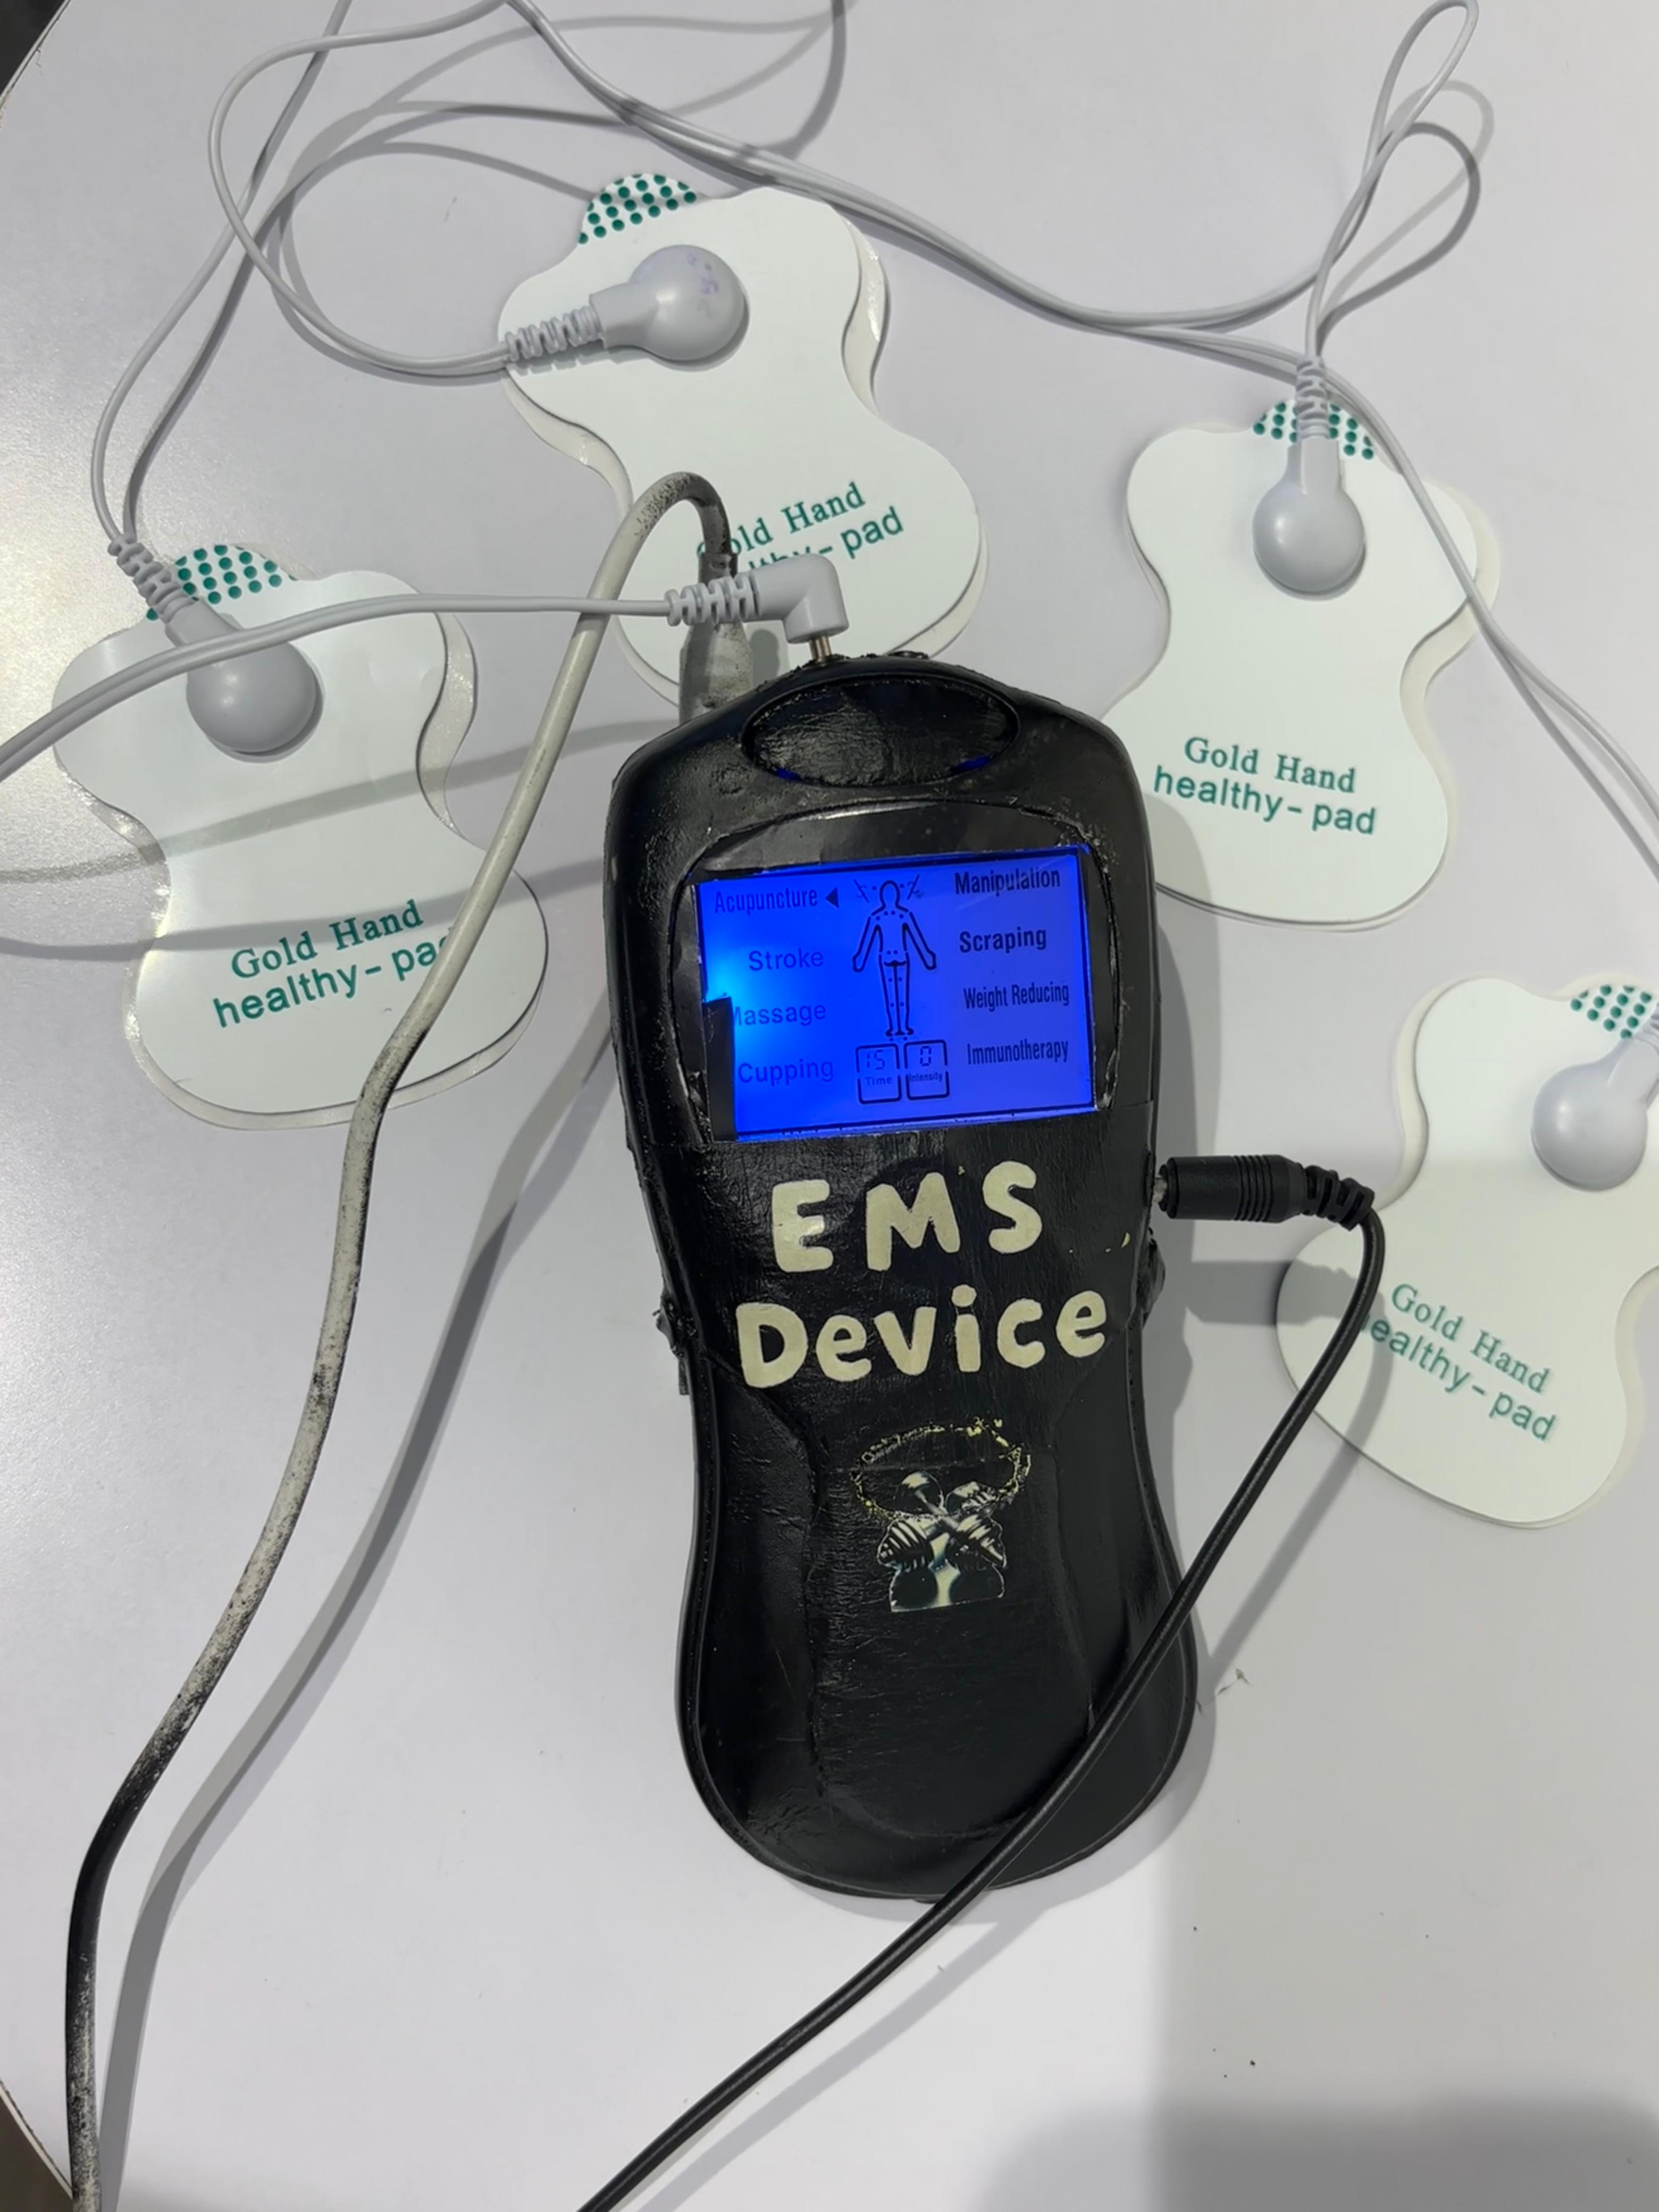 Gold Hand
healthy-pad
Gold Hand
healthy-
Gold Hand
healthy-pad
Acupuncture
Stroke
Massage
Cupping
Manipulation
Scraping
Weight Reducing
Immunotherapy
15
Time
0
Intensity
EMS
Device
Gold Hand
healthy-pad